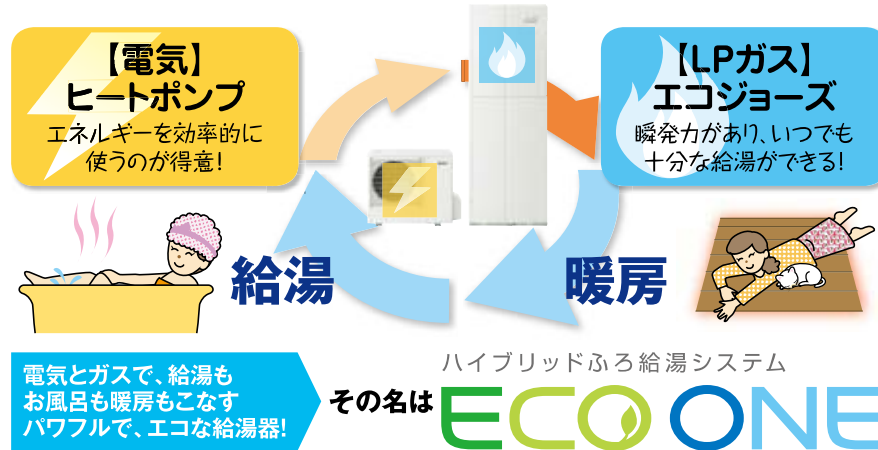 【電気】
ヒートポンプ
エネルギーを効率的に
使うのが得意!
【LPガス】
エコジョーズ
瞬発力があり、いつでも
十分な給湯ができる!
給湯
暖房
電気とガスで、給湯も
お風呂も暖房もこなす
パワフルで、エコな給湯器!
その名は
ハイブリッドふろ給湯システム
ECO ONE